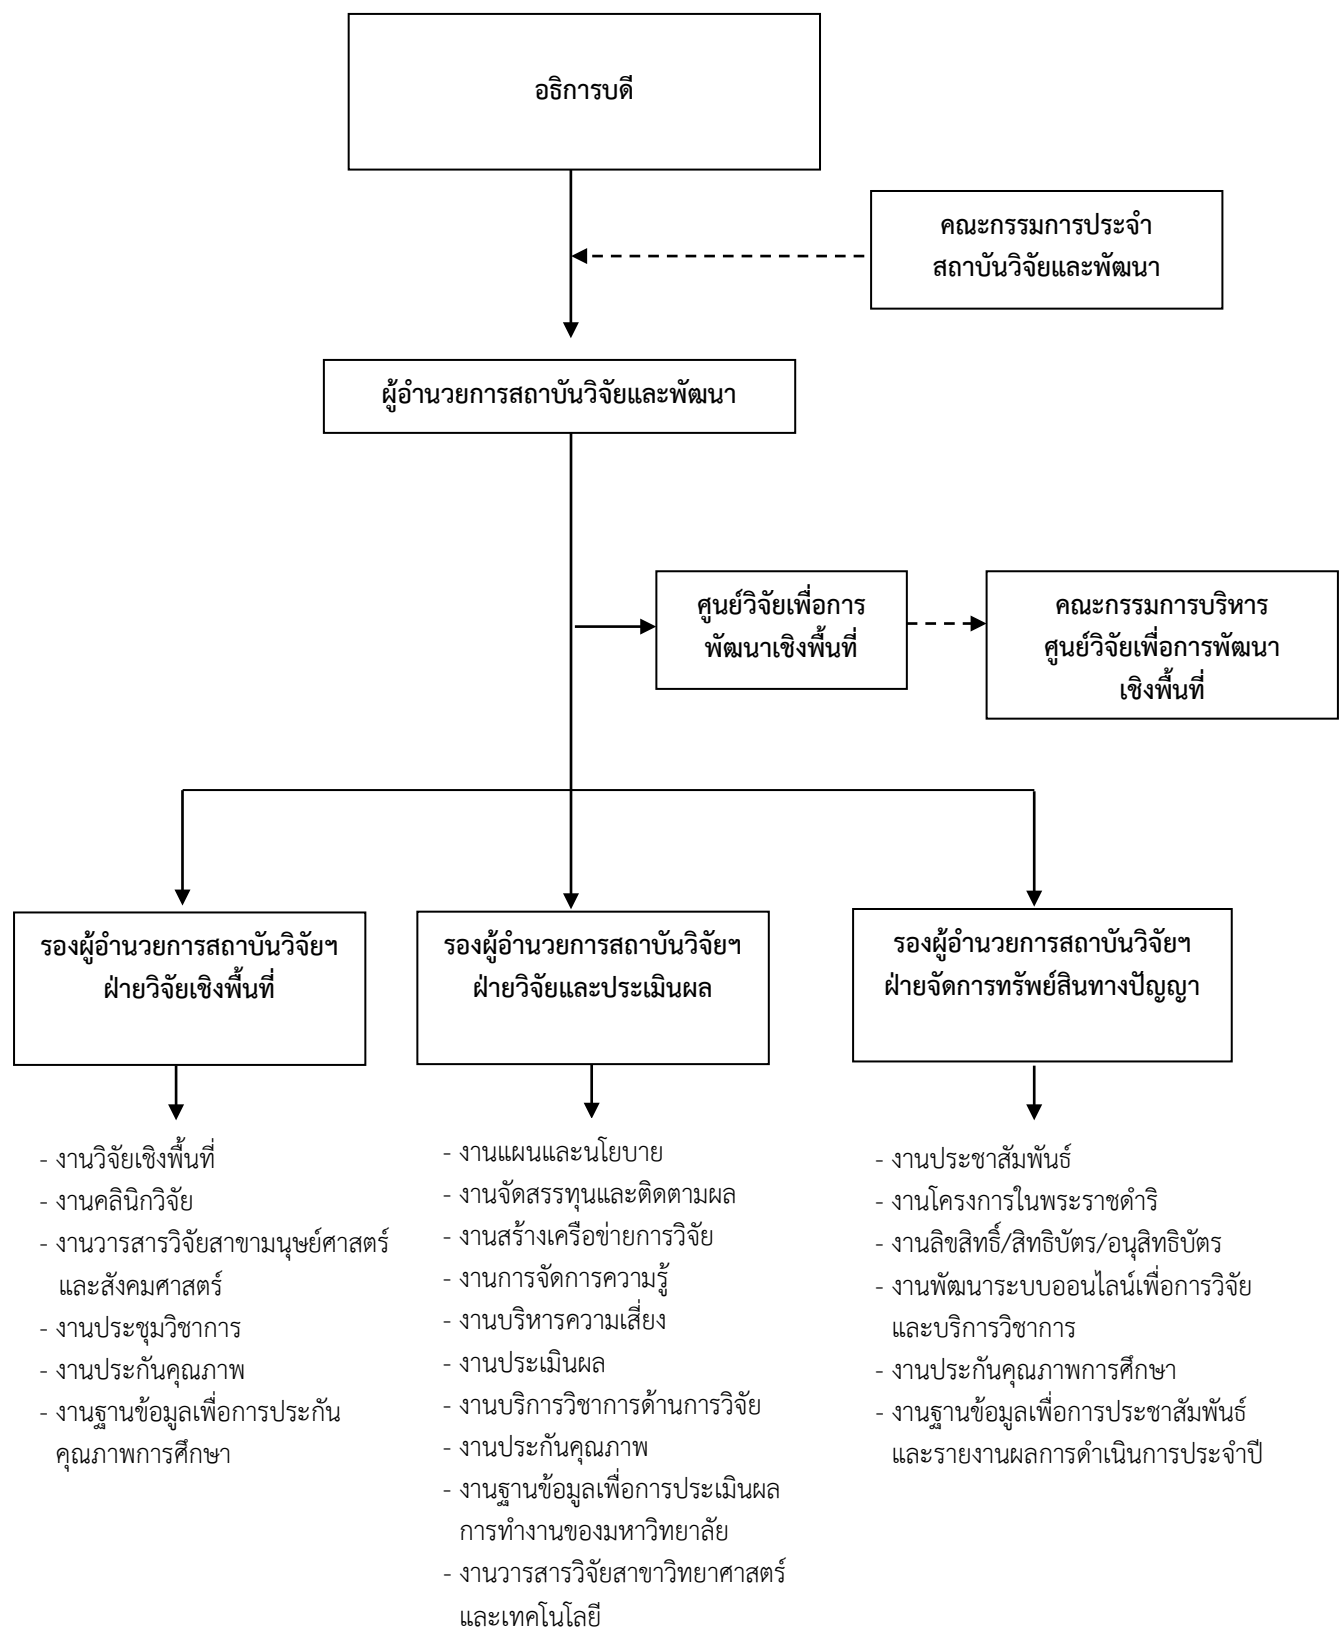 อธิการบดี
คณะกรรมการประจำ
สถาบันวิจัยและพัฒนา
ผู้อำนวยการสถาบันวิจัยและพัฒนา
ศูนย์วิจัยเพื่อการ
พัฒนาเชิงพื้นที่
คณะกรรมการบริหาร
ศูนย์วิจัยเพื่อการพัฒนา
เชิงพื้นที่
รองผู้อำนวยการสถาบันวิจัยฯ
ฝ่ายวิจัยเชิงพื้นที่
รองผู้อำนวยการสถาบันวิจัยฯ
ฝ่ายวิจัยและประเมินผล
รองผู้อำนวยการสถาบันวิจัยฯ
ฝ่ายจัดการทรัพย์สินทางปัญญา
- งานวิจัยเชิงพื้นที่
- งานคลินิกวิจัย
- งานวารสารวิจัยสาขามนุษย์ศาสตร์
และสังคมศาสตร์
- งานประชุมวิชาการ
- งานประกันคุณภาพ
- งานฐานข้อมูลเพื่อการประกัน
คุณภาพการศึกษา
- งานแผนและนโยบาย
- งานจัดสรรทุนและติดตามผล
- งานสร้างเครือข่ายการวิจัย
- งานการจัดการความรู้
- งานบริหารความเสี่ยง
- งานประเมินผล
- งานบริการวิชาการด้านการวิจัย
- งานประกันคุณภาพ
- งานฐานข้อมูลเพื่อการประเมินผล
การทำงานของมหาวิทยาลัย
- งานวารสารวิจัยสาขาวิทยาศาสตร์
และเทคโนโลยี
- งานประชาสัมพันธ์
- งานโครงการในพระราชดำริ
- งานลิขสิทธิ์/สิทธิบัตร/อนุสิทธิบัตร
- งานพัฒนาระบบออนไลน์เพื่อการวิจัย
และบริการวิชาการ
- งานประกันคุณภาพการศึกษา
- งานฐานข้อมูลเพื่อการประชาสัมพันธ์
และรายงานผลการดำเนินการประจำปี